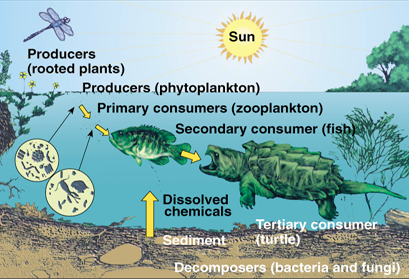 Sun
Producers
(rooted plants)
Producers (phytoplankton)
Primary consumers (zooplankton)
Secondary consumer (fish)
Dissolved
chemicals
Tertiary consumer
(turtle)
Sediment
Decomposers (bacteria and fungi)